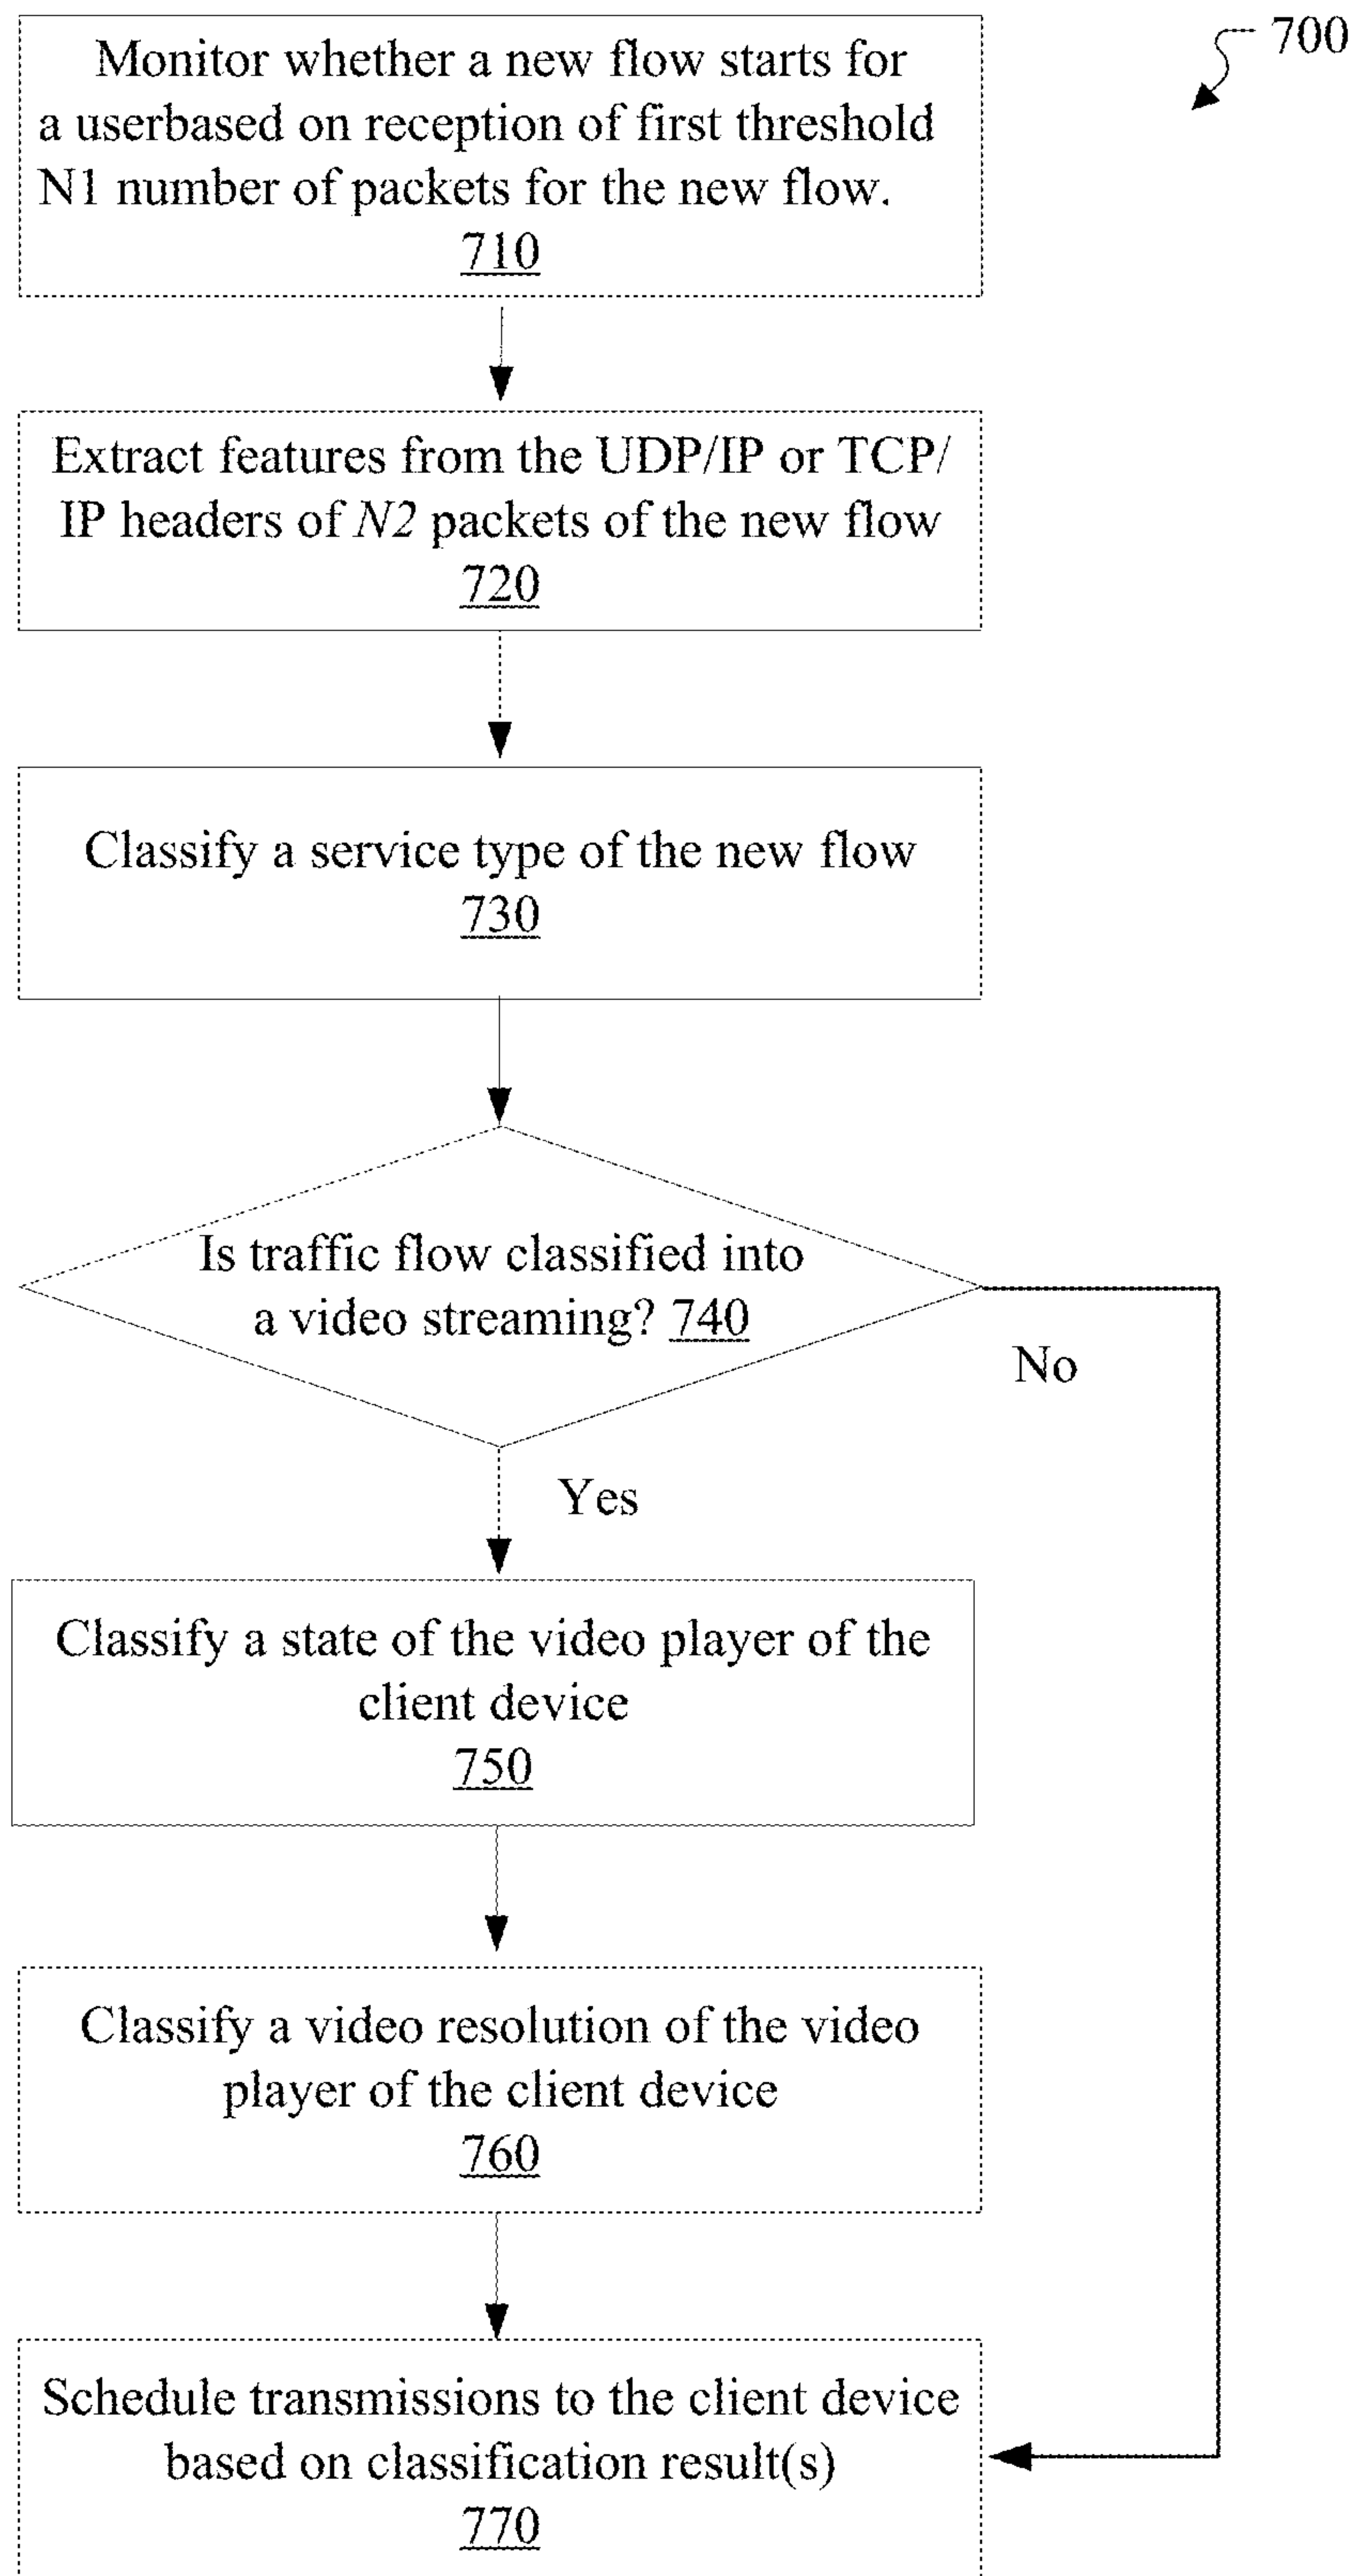 700
Monitor whether a new flow starts for
a userbased on reception of first threshold
N1 number of packets for the new flow.
710
Extract features from the UDP/IP or TCP/
IP headers of N2 packets of the new flow
720
Classify a service type of the new flow
730
Is traffic flow classified into
a video streaming? 740
No
Yes
Classify a state of the video player of the
client device
750
Classify a video resolution of the video
player of the client device
760
Schedule transmissions to the client device
based on classification result(s)
770